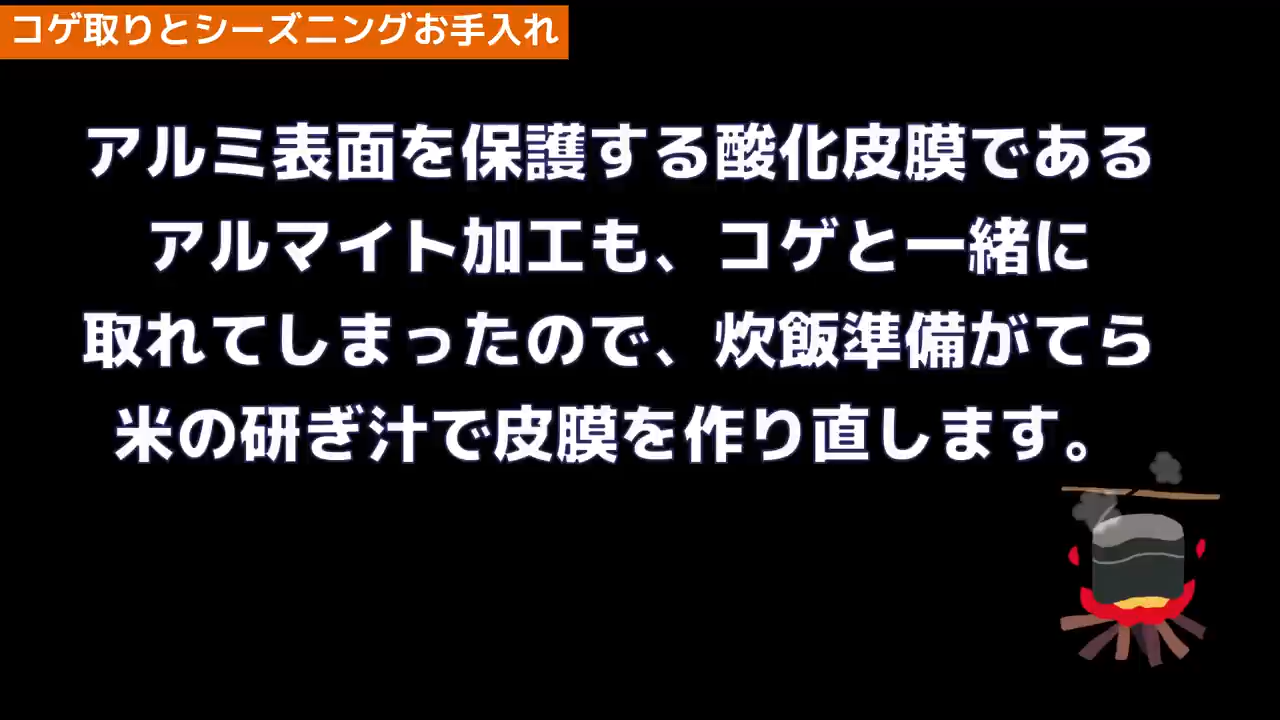 コゲ取りとシーズニングお手入れ
アルミ表面を保護する酸化皮膜である
アルマイト加工も、コゲと一緒に
取れてしまったので、炊飯準備がてら
米の研ぎ汁で皮膜を作り直します。